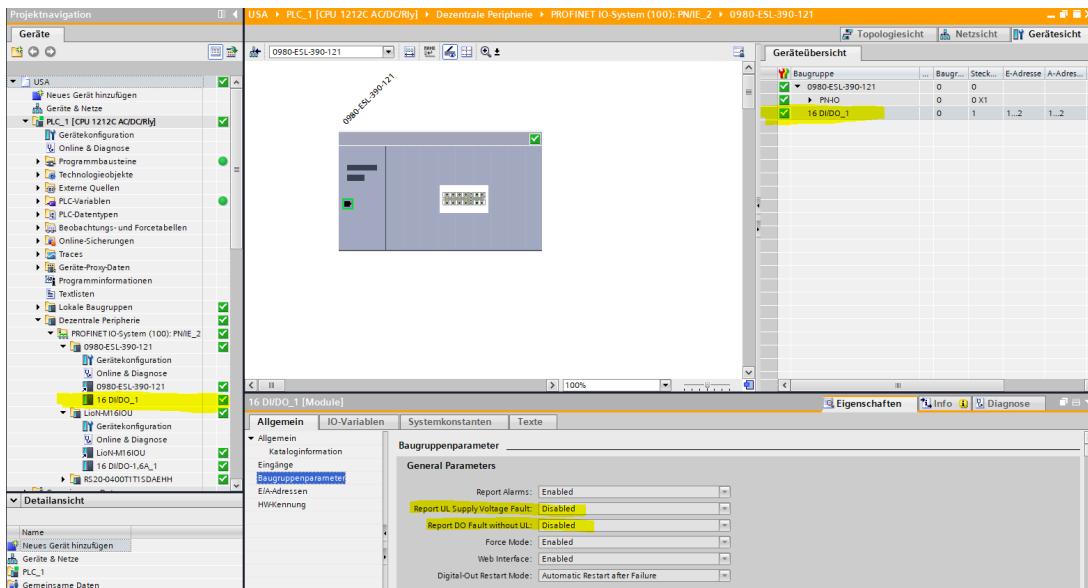 Projektnavigation
USA PLC_1 [CPU 1212C AC/DC/Rly] Dezentrale Peripherie PROFINET IO-System (100): PN/IE_2 0980-ESL-390-121
Geräte
Topologiesicht Netzsicht Gerätesicht
0980-ESL-390-121
Geräteübersicht
Baugruppe ... Baugr... Steck... E-Adresse A-Adres...
0980-ESL-390-121 0 0
PN-IO 0 0 X1
16 DI/DO_1 0 1 1...2 1...2
0980-ESL-390-121
USA
Neues Gerät hinzufügen
Geräte & Netze
PLC_1 [CPU 1212C AC/DC/Rly]
Gerätekonfiguration
Online & Diagnose
Programmbausteine
Technologieobjekte
Externe Quellen
PLC-Variablen
PLC-Datentypen
Beobachtungs- und Forcetabellen
Online-Sicherungen
Traces
Geräte-Proxy-Daten
Programminformationen
Textlisten
Lokale Baugruppen
Dezentrale Peripherie
PROFINET IO-System (100): PN/IE_2
0980-ESL-390-121
Gerätekonfiguration
Online & Diagnose
0980-ESL-390-121
16 DI/DO_1
LioN-M16IOU
Gerätekonfiguration
Online & Diagnose
LioN-M16IOU
16 DI/DO-1,6A_1
RS20-0400T1T1SDAEHH
100%
Detailansicht
Name
Neues Gerät hinzufügen
Geräte & Netze
PLC_1
Gemeinsame Daten
16 DI/DO_1 [Module]
Eigenschaften Info Diagnose
Allgemein IO-Variablen Systemkonstanten Texte
Allgemein
Kataloginformation
Eingänge
Baugruppenparameter
E/A-Adressen
HW-Kennung
Baugruppenparameter
General Parameters
Report Alarms: Enabled
Report UL Supply Voltage Fault: Disabled
Report DO Fault without UL: Disabled
Force Mode: Enabled
Web Interface: Enabled
Digital-Out Restart Mode: Automatic Restart after Failure